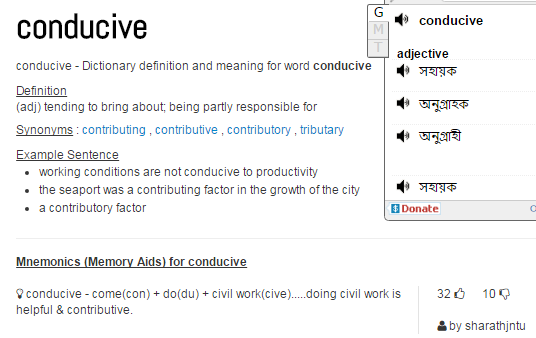 conducive
conducive - Dictionary definition and meaning for word conducive
Definition
(adj) tending to bring about; being partly responsible for
Synonyms : contributing , contributive , contributory , tributary
Example Sentence
working conditions are not conducive to productivity
the seaport was a contributing factor in the growth of the city
a contributory factor
Mnemonics (Memory Aids) for conducive
conducive - come(con) + do(du) + civil work(cive).....doing civil work is
helpful & contributive.
32
10
by sharathjntu
G
M
T
conducive
adjective
সহায়ক
অনুগ্রাহক
অনুগ্রাহী
সহায়ক
Donate